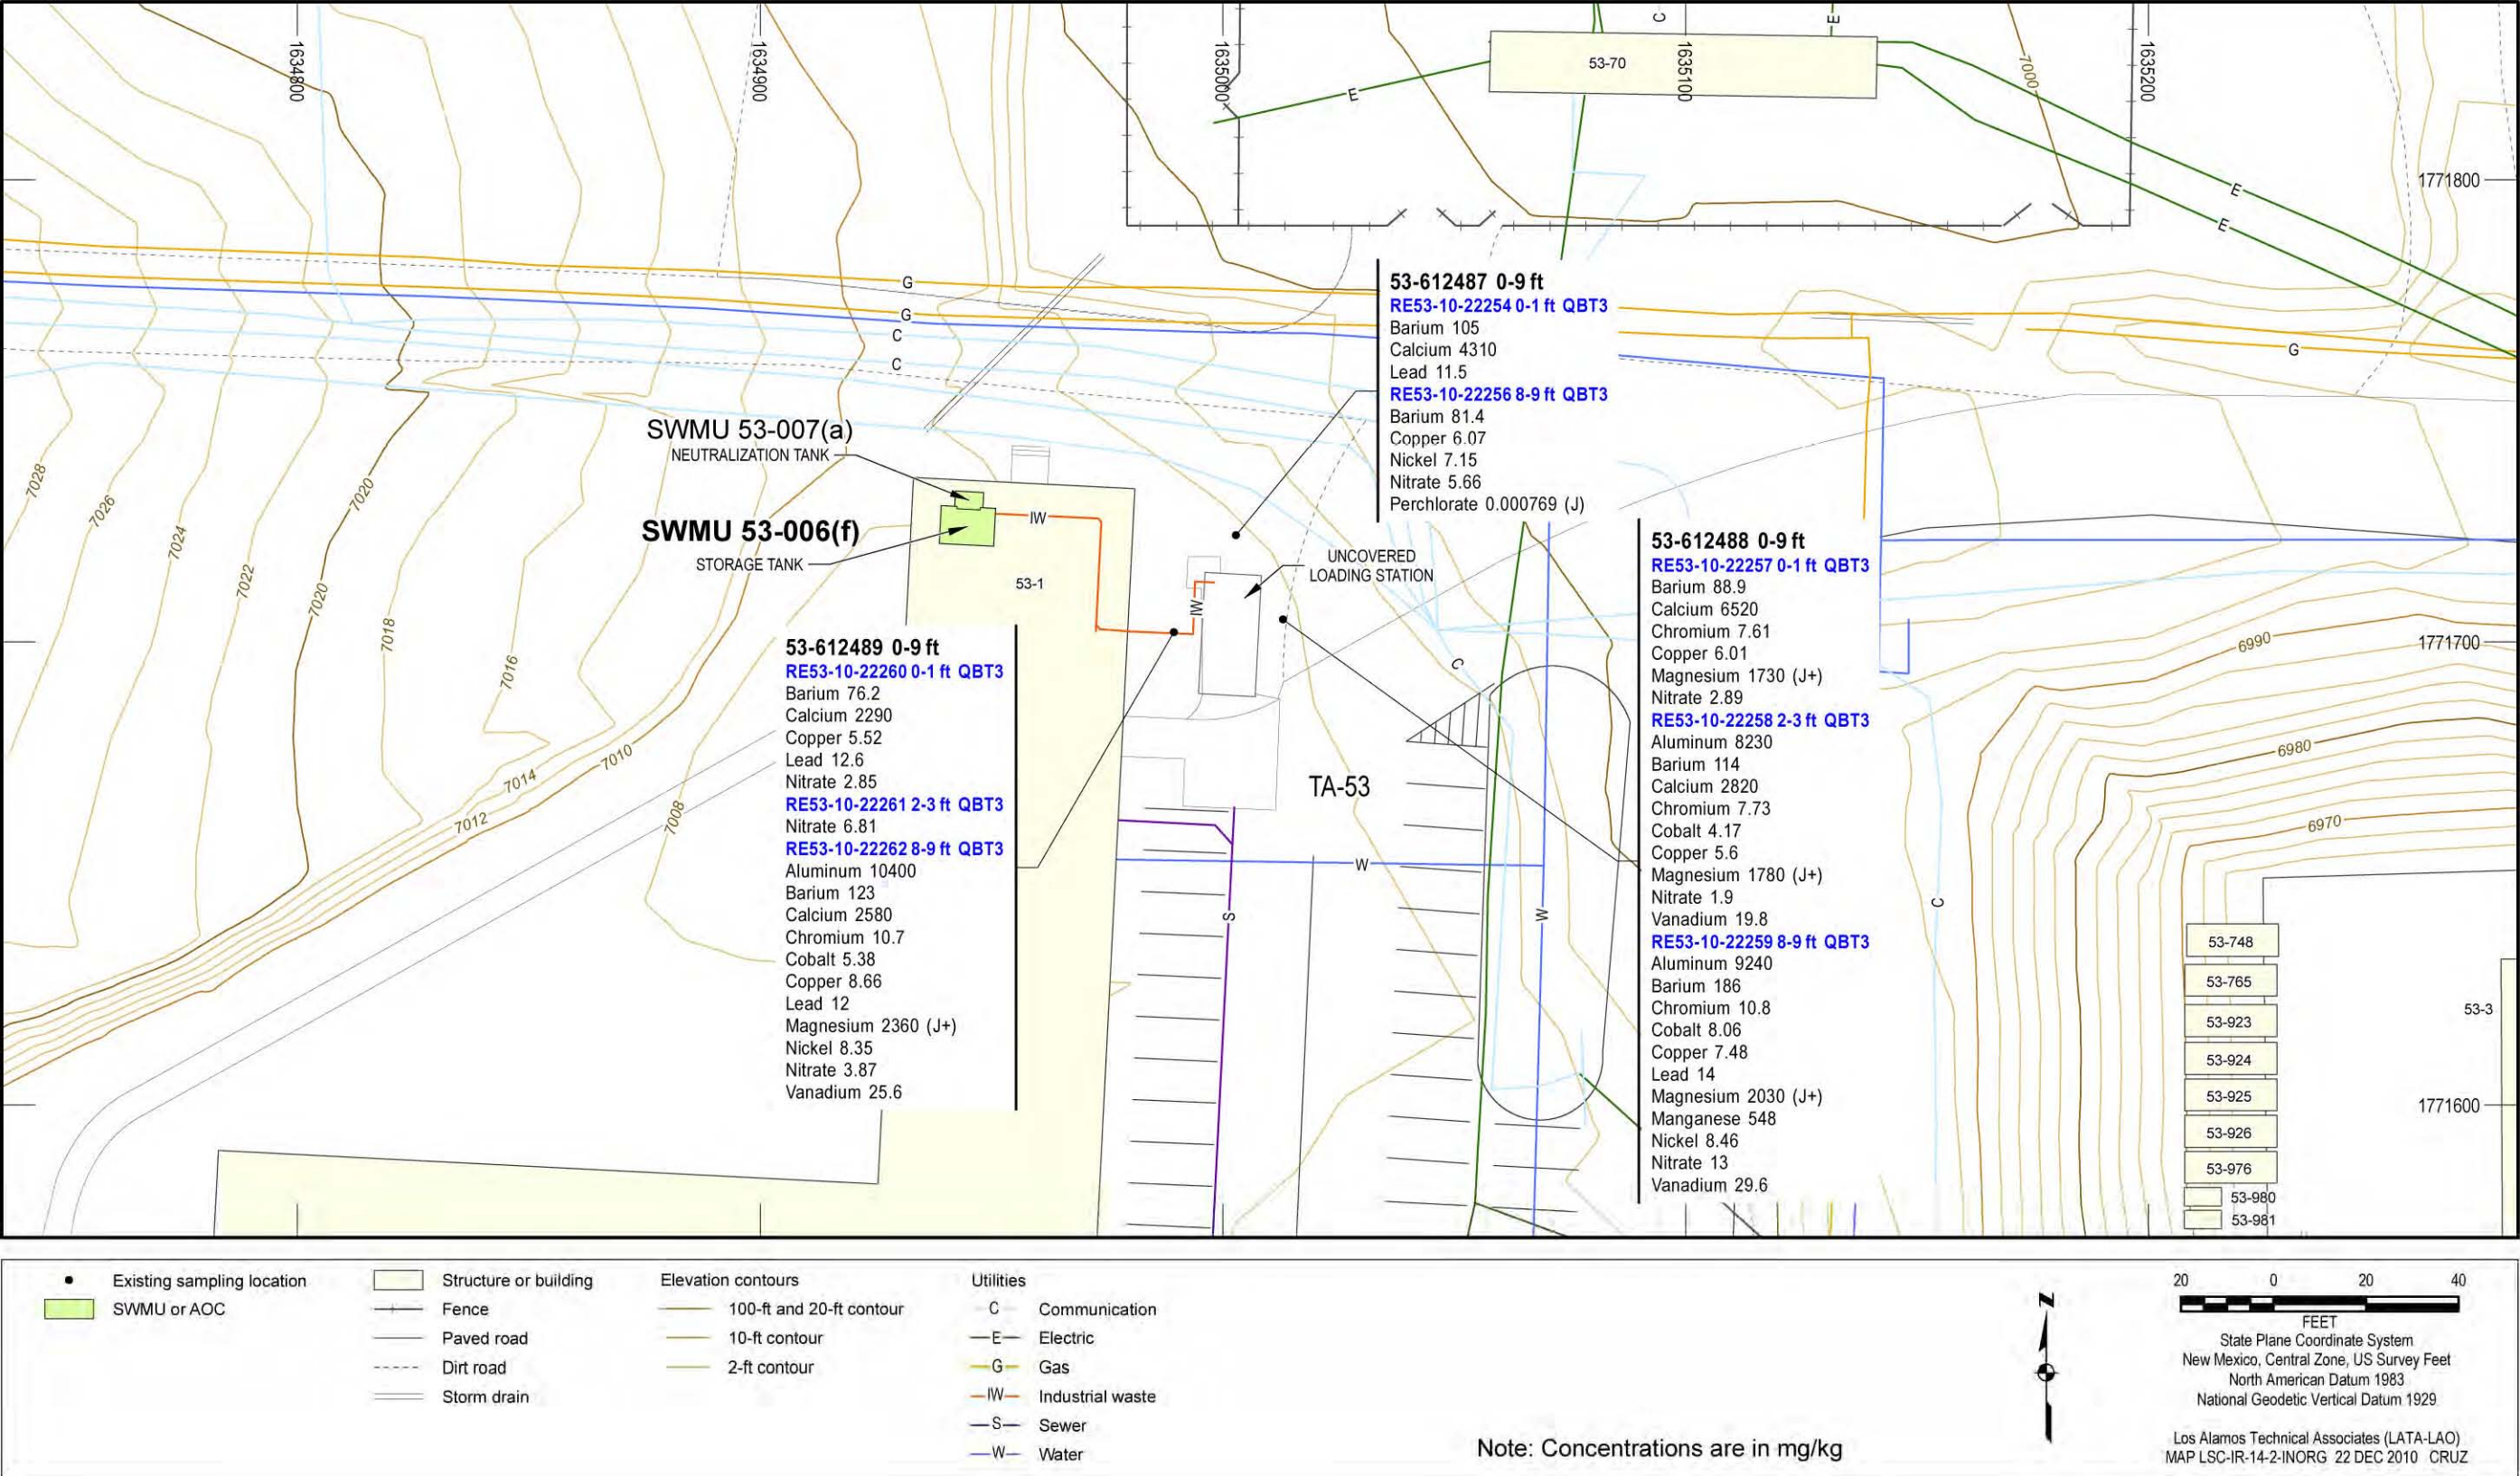 1634800
1634900
1635000
1635100
1635200
C
E
53-70
E
7000
1771800
E
E
G
G
C
C
G
53-612487 0-9 ft
RE53-10-22254 0-1 ft QBT3
Barium 105
Calcium 4310
Lead 11.5
RE53-10-22256 8-9 ft QBT3
Barium 81.4
Copper 6.07
Nickel 7.15
Nitrate 5.66
Perchlorate 0.000769 (J)
SWMU 53-007(a)
NEUTRALIZATION TANK
SWMU 53-006(f)
STORAGE TANK
IW
53-1
IW
UNCOVERED
LOADING STATION
7028
7026
7024
7022
7020
7020
7018
7016
7014
7012
7010
7008
53-612489 0-9 ft
RE53-10-22260 0-1 ft QBT3
Barium 76.2
Calcium 2290
Copper 5.52
Lead 12.6
Nitrate 2.85
RE53-10-22261 2-3 ft QBT3
Nitrate 6.81
RE53-10-22262 8-9 ft QBT3
Aluminum 10400
Barium 123
Calcium 2580
Chromium 10.7
Cobalt 5.38
Copper 8.66
Lead 12
Magnesium 2360 (J+)
Nickel 8.35
Nitrate 3.87
Vanadium 25.6
C
TA-53
W
S
W
53-612488 0-9 ft
RE53-10-22257 0-1 ft QBT3
Barium 88.9
Calcium 6520
Chromium 7.61
Copper 6.01
Magnesium 1730 (J+)
Nitrate 2.89
RE53-10-22258 2-3 ft QBT3
Aluminum 8230
Barium 114
Calcium 2820
Chromium 7.73
Cobalt 4.17
Copper 5.6
Magnesium 1780 (J+)
Nitrate 1.9
Vanadium 19.8
RE53-10-22259 8-9 ft QBT3
Aluminum 9240
Barium 186
Chromium 10.8
Cobalt 8.06
Copper 7.48
Lead 14
Magnesium 2030 (J+)
Manganese 548
Nickel 8.46
Nitrate 13
Vanadium 29.6
C
6990
1771700
6980
6970
53-748
53-765
53-923
53-924
53-925
53-926
53-976
53-980
53-981
53-3
1771600
Existing sampling location
SWMU or AOC
Structure or building
Fence
Paved road
Dirt road
Storm drain
Elevation contours
100-ft and 20-ft contour
10-ft contour
2-ft contour
Utilities
C Communication
E Electric
G Gas
IW Industrial waste
S Sewer
W Water
Note: Concentrations are in mg/kg
N
20 0 20 40
FEET
State Plane Coordinate System
New Mexico, Central Zone, US Survey Feet
North American Datum 1983
National Geodetic Vertical Datum 1929
Los Alamos Technical Associates (LATA-LAO)
MAP LSC-IR-14-2-INORG 22 DEC 2010 CRUZ